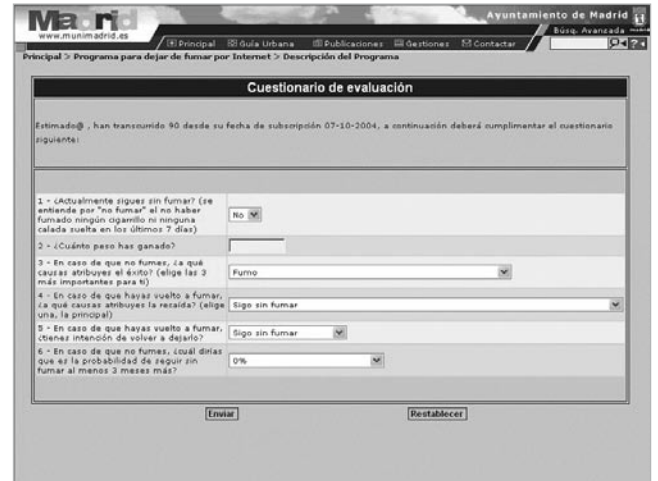 Madrid
Ayuntamiento de Madrid
www.munimadrid.es
Búsq. Avanzada
Principal Guía Urbana Publicaciones Gestiones Contactar
Principal > Programa para dejar de fumar por Internet > Descripción del Programa
Cuestionario de evaluación
Estimad@ , han transcurrido 90 desde su fecha de subscripción 07-10-2004, a continuación deberá cumplimentar el cuestionario
siguiente:
1 - ¿Actualmente sigues sin fumar? (se
entiende por "no fumar" el no haber
fumado ningún cigarrillo ni ninguna
calada suelta en los últimos 7 días)
No
2 - ¿Cuánto peso has ganado?
3 - En caso de no fumes, ¿a qué
causas atribuyes el éxito? (elige las 3
más importantes para ti)
Fumo
4 - En caso de que hayas vuelto a fumar,
¿a qué causas atribuyes la recaída? (elige
una, la principal)
Sigo sin fumar
5 - En caso de que hayas vuelto a fumar,
¿tienes intención de volver a dejarlo?
Sigo sin fumar
6 - En caso de que no fumes, ¿cuál dirías
que es la probabilidad de seguir sin
fumar al menos 3 meses más?
0%
Enviar Restablecer